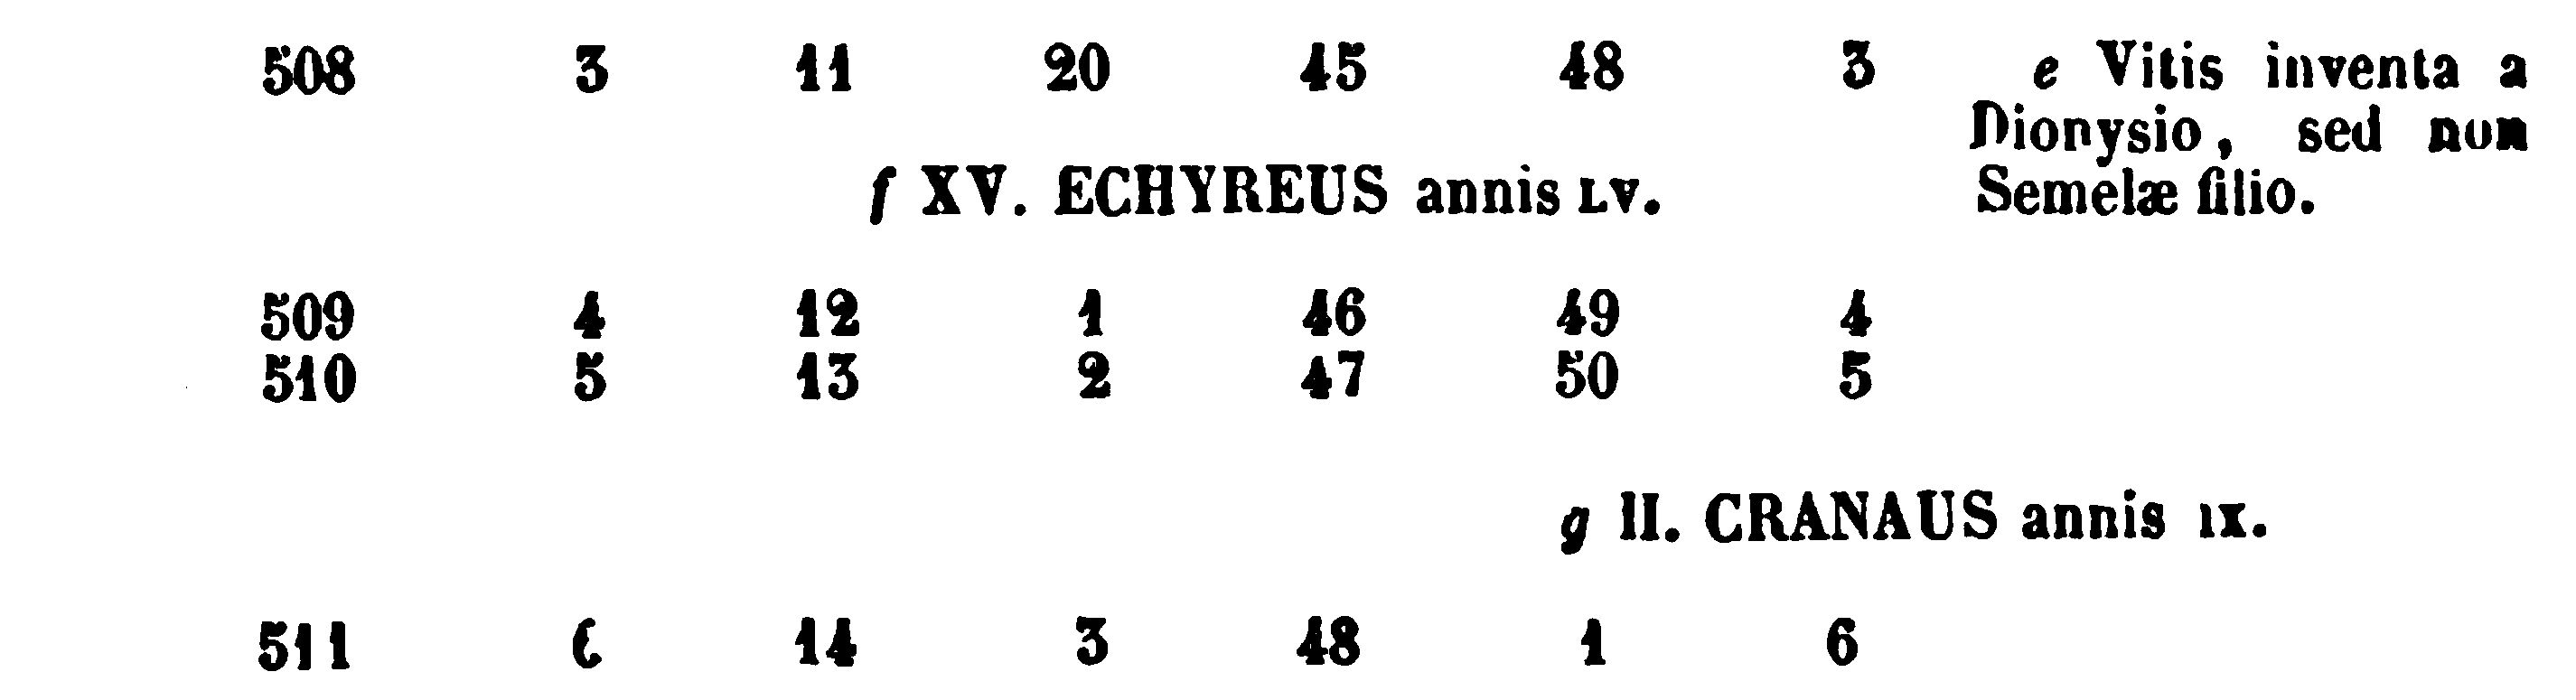 508 3 11 20 45 48 3 e Vitis inventa a
Dionysio, sed non
f XV. ECHYREUS annis LV.
Semelæ filio.
509 4 12 1 46 49 4
510 5 13 2 47 50 5
g II. CRANAUS annis IX.
511 6 14 3 48 1 6